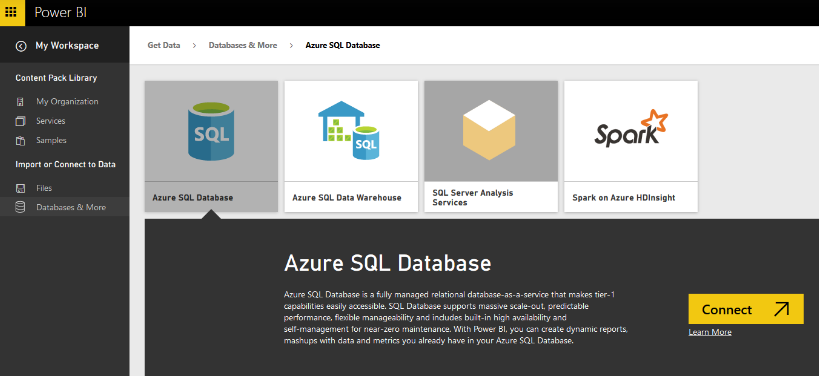 Power BI
My Workspace
Get Data > Databases & More > Azure SQL Database
Content Pack Library
My Organization
Services
Samples
Import or Connect to Data
Files
Databases & More
SQL
SQL
Spark
Azure SQL Database
Azure SQL Data Warehouse
SQL Server Analysis
Services
Spark on Azure HDInsight
Azure SQL Database
Azure SQL Database is a fully managed relational database-as-a-service that makes tier-1
capabilities easily accessible. SQL Database supports massive scale-out, predictable
performance, flexible manageability and includes built-in high availability and
self-management for near-zero maintenance. With Power BI, you can create dynamic reports,
mashups with data and metrics you already have in your Azure SQL Database.
Connect
Learn More